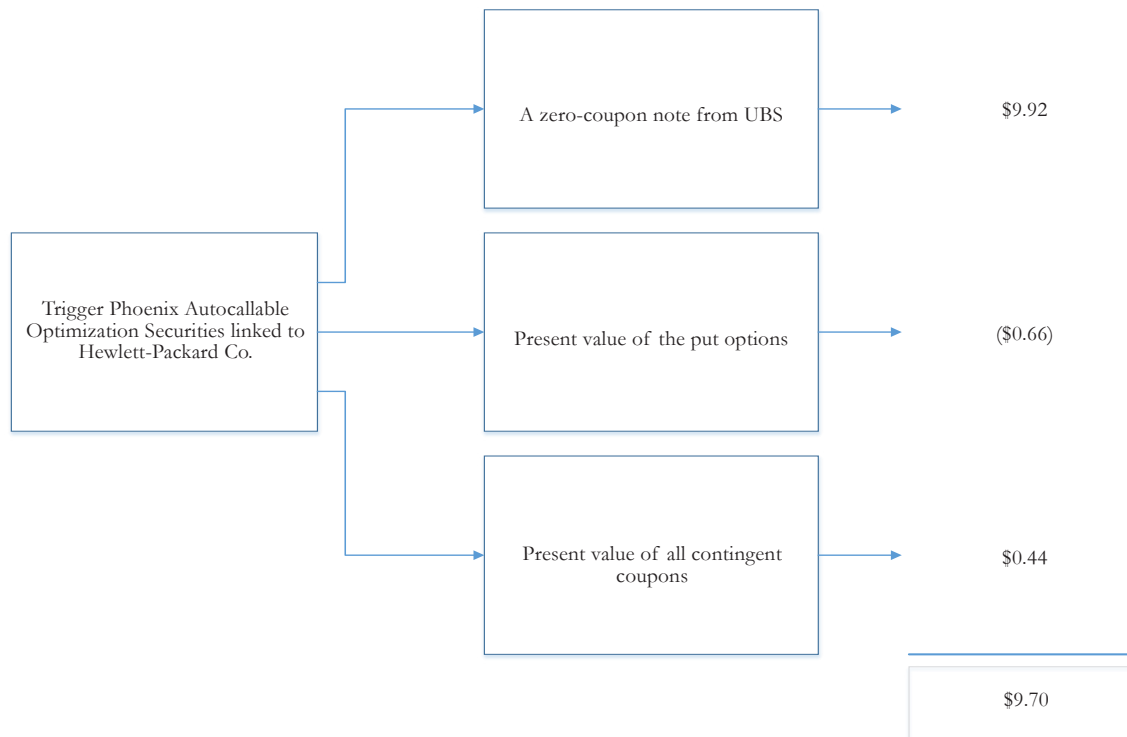 A zero-coupon note from UBS
$9.92
Trigger Phoenix Autocallable
Optimization Securities linked to
Hewlett-Packard Co.
Present value of the put options
($0.66)
Present value of all contingent
coupons
$0.44
$9.70